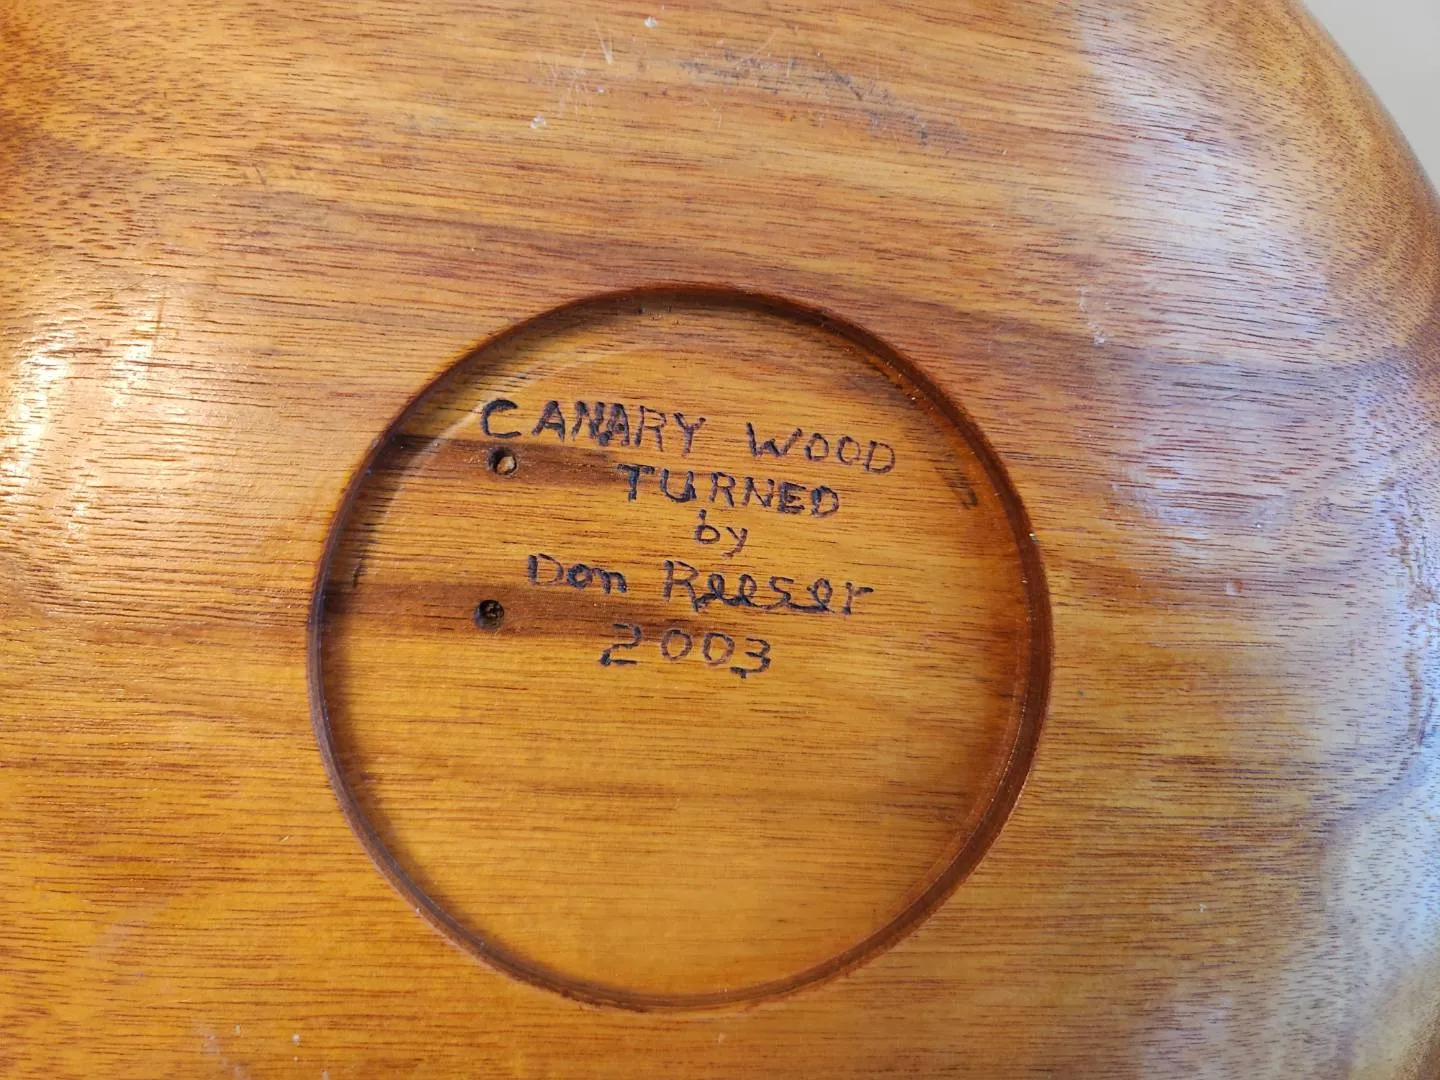 CANARY WOOD
TURNED
by
Don Reeser
2003